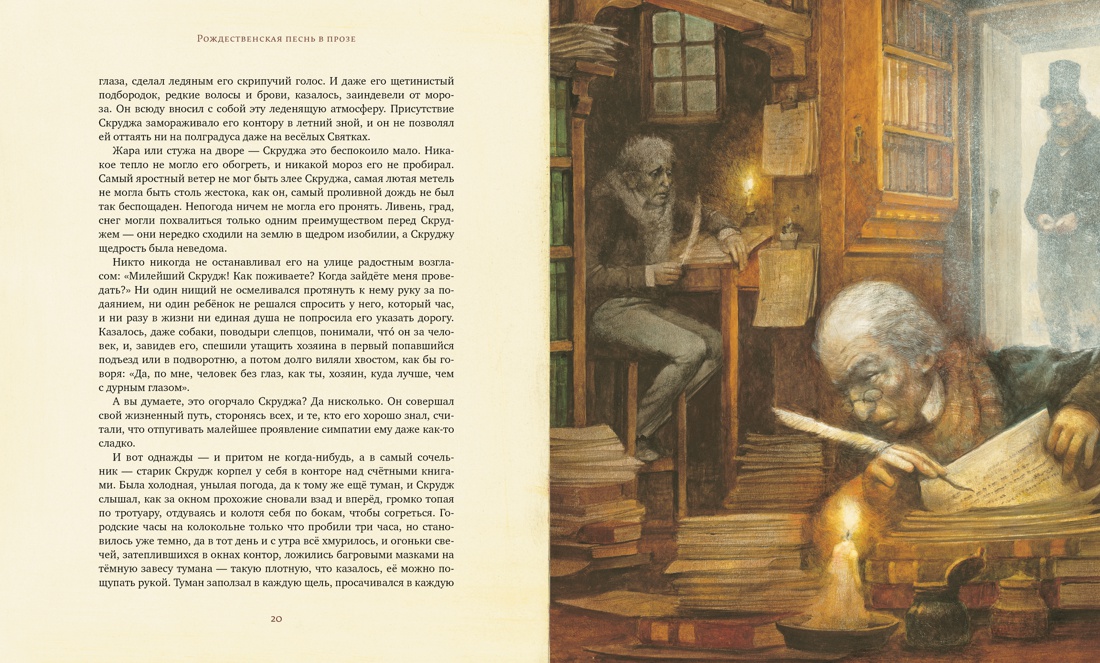 Рождественская песнь в прозе
глаза, сделал ледяным его скрипучий голос. И даже его щетинистый
подбородок, редкие волосы и брови, казалось, заиндевели от моро-
за. Он всюду вносил с собой эту леденящую атмосферу. Присутствие
Скруджа замораживало его контору в летний зной, и он не позволял
ей оттаять ни на полградуса даже на весёлых Святках.
Жара или стужа на дворе — Скруджа это беспокоило мало. Ника-
кое тепло не могло его обогреть, и никакой мороз его не пробирал.
Самый яростный ветер не мог быть злее Скруджа, самая лютая метель
не могла быть столь жестока, как он, самый проливной дождь не был
так беспощаден. Непогода ничем не могла его пронять. Ливень, град,
снег могли похвалиться только одним преимуществом перед Скруд-
жем — они нередко сходили на землю в щедром изобилии, а Скруджу
щедрость была неведома.
Никто никогда не останавливал его на улице радостным возгла-
сом: «Милейший Скрудж! Как поживаете? Когда зайдёте меня прове-
дать?» Ни один нищий не осмеливался протянуть к нему руку за по-
даянием, ни один ребёнок не решался спросить у него, который час,
и ни разу в жизни ни единая душа не попросила его указать дорогу.
Казалось, даже собаки, поводыри слепцов, понимали, что́ он за чело-
век, и, завидев его, спешили утащить хозяина в первый попавшийся
подъезд или в подворотню, а потом долго виляли хвостом, как бы го-
воря: «Да, по мне, человек без глаз, как ты, хозяин, куда лучше, чем
с дурным глазом».
А вы думаете, это огорчало Скруджа? Да нисколько. Он совершал
свой жизненный путь, сторонясь всех, и те, кто его хорошо знал, счи-
тали, что отпугивать малейшее проявление симпатии ему даже как-то
сладко.
И вот однажды — и притом не когда-нибудь, а в самый сочель-
ник — старик Скрудж корпел у себя в конторе над счётными книга-
ми. Была холодная, унылая погода, да к тому же ещё туман, и Скрудж
слышал, как за окном прохожие сновали взад и вперёд, громко топая
по тротуару, отдуваясь и колотя себя по бокам, чтобы согреться. Го-
родские часы на колокольне только что пробили три часа, но стано-
вилось уже темно, да в тот день и с утра всё хмурилось, и огоньки све-
чей, затеплившихся в окнах контор, ложились багровыми мазками на
тёмную завесу тумана — такую плотную, что казалось, её можно по-
щупать рукой. Туман заползал в каждую щель, просачивался в каждую
20